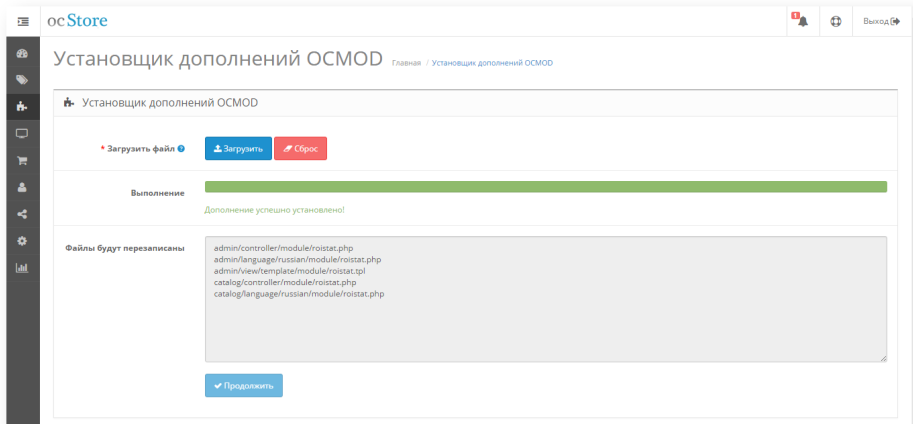 ocStore
1
Выход
Установщик дополнений OCMOD
Главная / Установщик дополнений OCMOD
Установщик дополнений OCMOD
* Загрузить файл ?
Загрузить
Сброс
Выполнение
Дополнение успешно установлено!
Файлы будут перезаписаны
admin/controller/module/roistat.php
admin/language/russian/module/roistat.php
admin/view/template/module/roistat.tpl
catalog/controller/module/roistat.php
catalog/language/russian/module/roistat.php
Продолжить